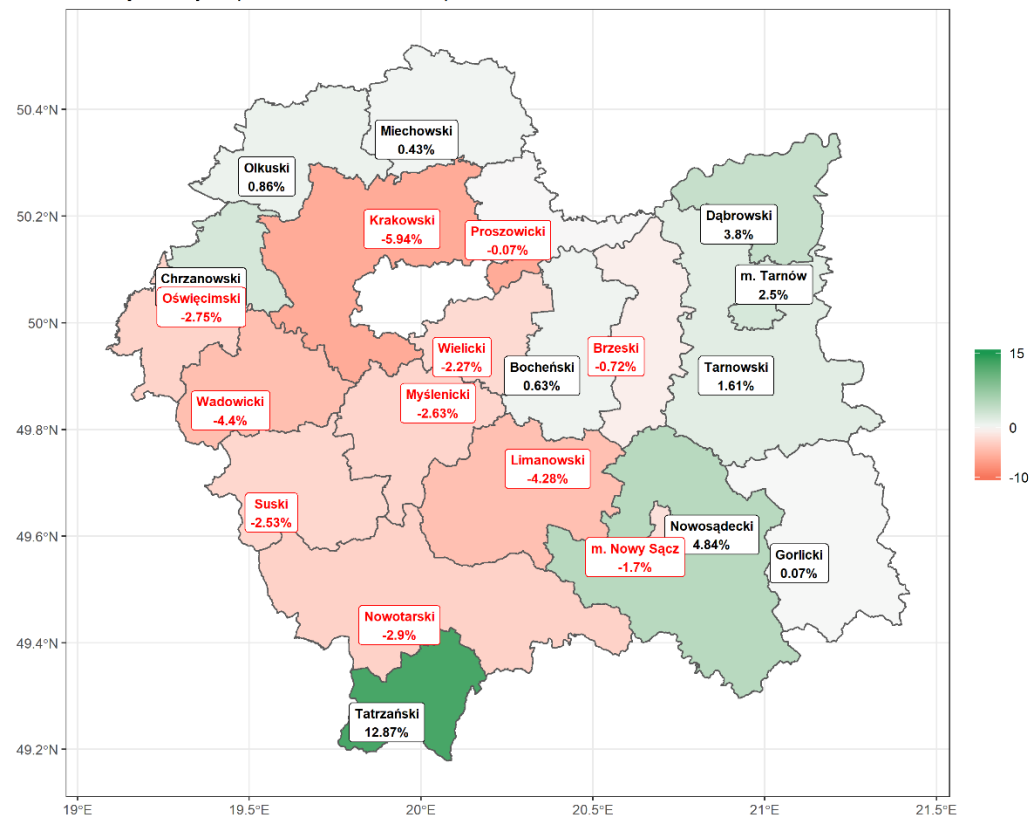 50.4°N
50.2°N
50°N
49.8°N
49.6°N
49.4°N
49.2°N
Miechowski
0.43%
Olkuski
0.86%
Krakowski
-5.94%
Proszowicki
-0.07%
Dąbrowski
3.8%
m. Tarnów
2.5%
Chrzanowski
Oświęcimski
-2.75%
Wielicki
-2.27%
Bocheński
0.63%
Brzeski
-0.72%
Tarnowski
1.61%
Wadowicki
-4.4%
Myślenicki
-2.63%
Limanowski
-4.28%
Suski
-2.53%
Nowosądecki
4.84%
m. Nowy Sącz
-1.7%
Gorlicki
0.07%
Nowotarski
-2.9%
Tatrzański
12.87%
19°E
19.5°E
20°E
20.5°E
21°E
21.5°E
15
0
-10